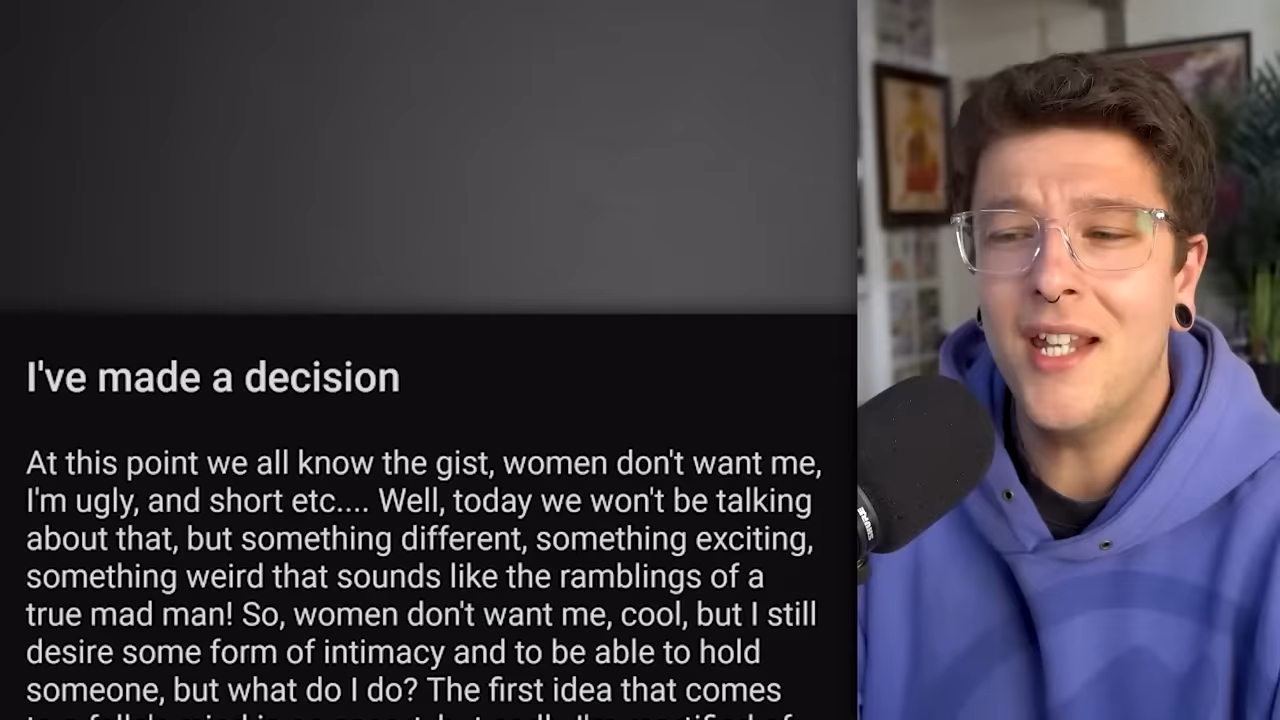 I've made a decision
At this point we all know the gist, women don't want me,
I'm ugly, and short etc.... Well, today we won't be talking
about that, but something different, something exciting,
something weird that sounds like the ramblings of a
true mad man! So, women don't want me, cool, but I still
desire some form of intimacy and to be able to hold
someone, but what do I do? The first idea that comes
SHURE